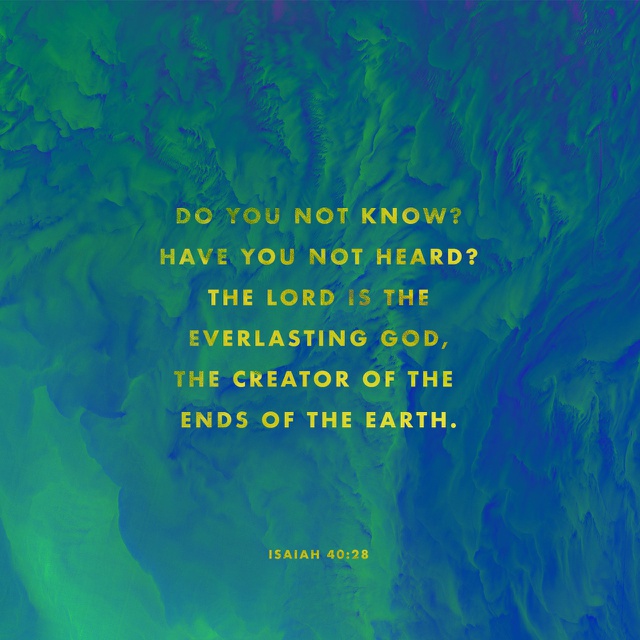 DO YOU NOT KNOW?
HAVE YOU NOT HEARD?
THE LORD IS THE
EVERLASTING GOD,
THE CREATOR OF THE
ENDS OF THE EARTH.
ISAIAH 40:28